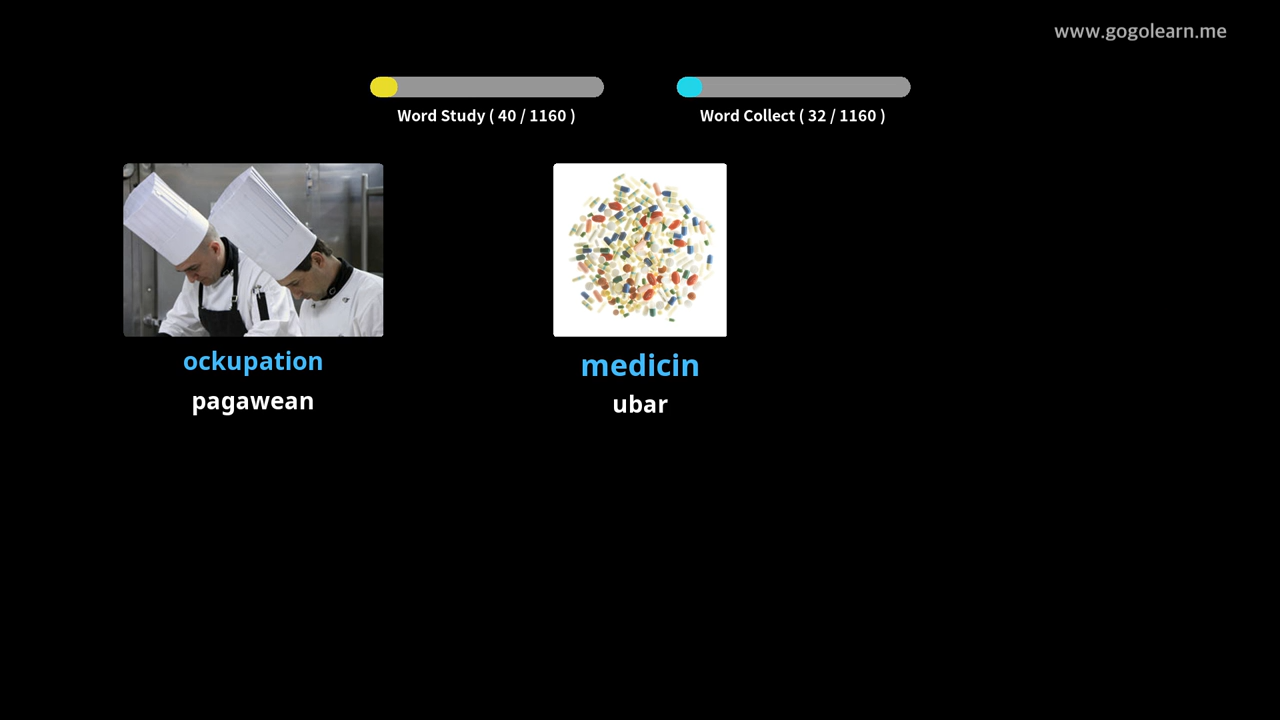 www.gogolearn.me
Word Study ( 40 / 1160 )
Word Collect ( 32 / 1160 )
ockupation
pagawean
medicin
ubar